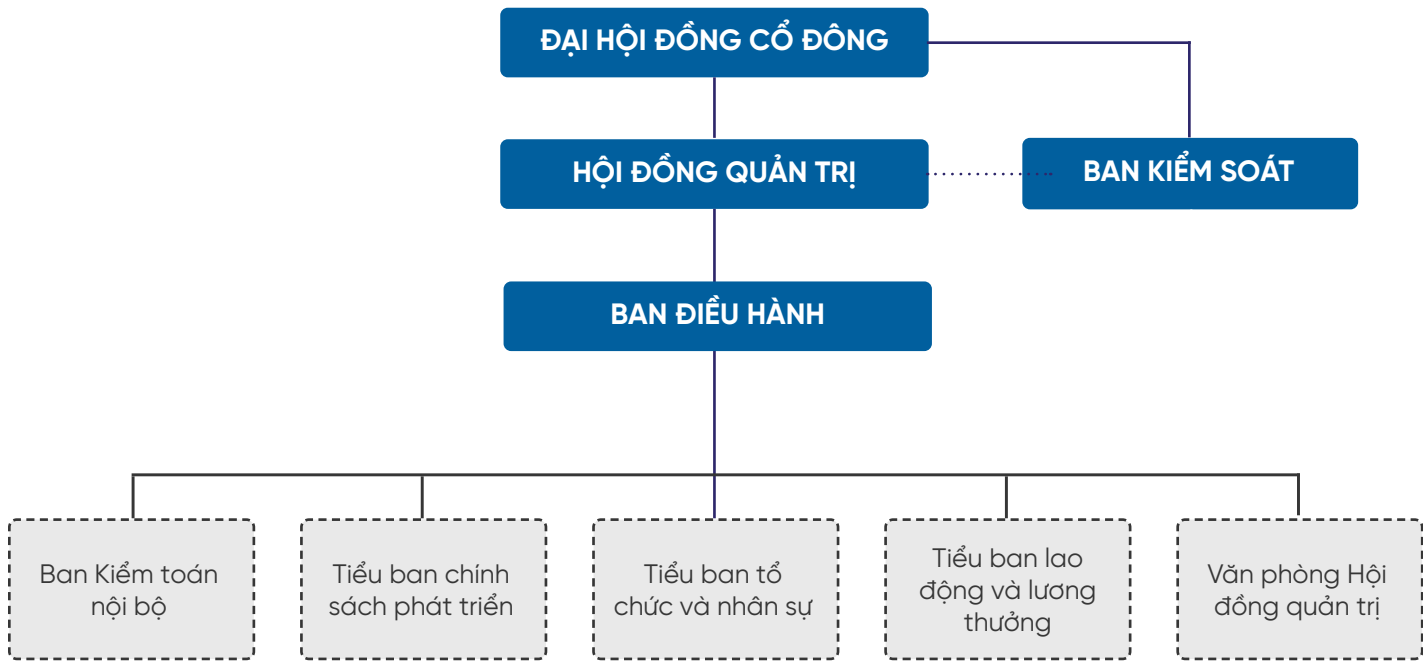 ĐẠI HỘI ĐỒNG CỔ ĐÔNG
HỘI ĐỒNG QUẢN TRỊ
BAN KIỂM SOÁT
BAN ĐIỀU HÀNH
Ban Kiểm toán
nội bộ
Tiểu ban chính
sách phát triển
Tiểu ban tổ
chức và nhân sự
Tiểu ban lao
động và lương
thưởng
Văn phòng Hội
đồng quản trị